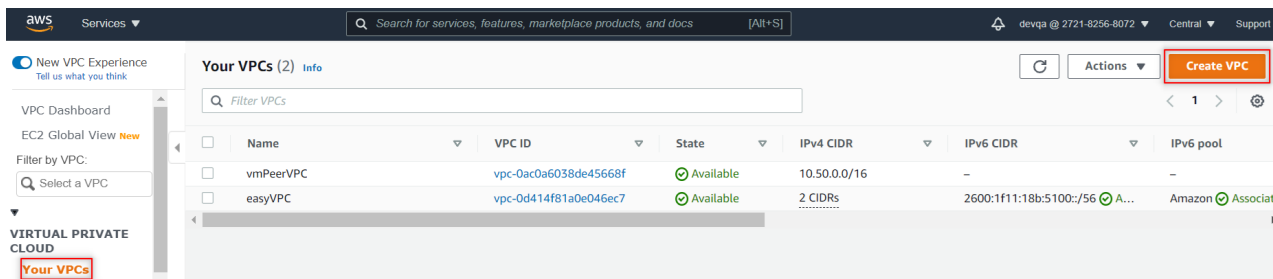 aws Services ▼ Search for services, features, marketplace products, and docs [Alt+S] devqa @ 2721-8256-8072 ▼ Central ▼ Support
New VPC Experience
Tell us what you think
VPC Dashboard
EC2 Global View New
Filter by VPC:
Select a VPC
VIRTUAL PRIVATE
CLOUD
Your VPCs
Your VPCs (2) Info
Actions ▼ Create VPC
Filter VPCs
< 1 >
Name VPC ID State IPv4 CIDR IPv6 CIDR IPv6 pool
vmPeerVPC vpc-0ac0a6038de45668f Available 10.50.0.0/16 – –
easyVPC vpc-0d414f81a0e046ec7 Available 2 CIDRs 2600:1f11:18b:5100::/56 A... Amazon Associat